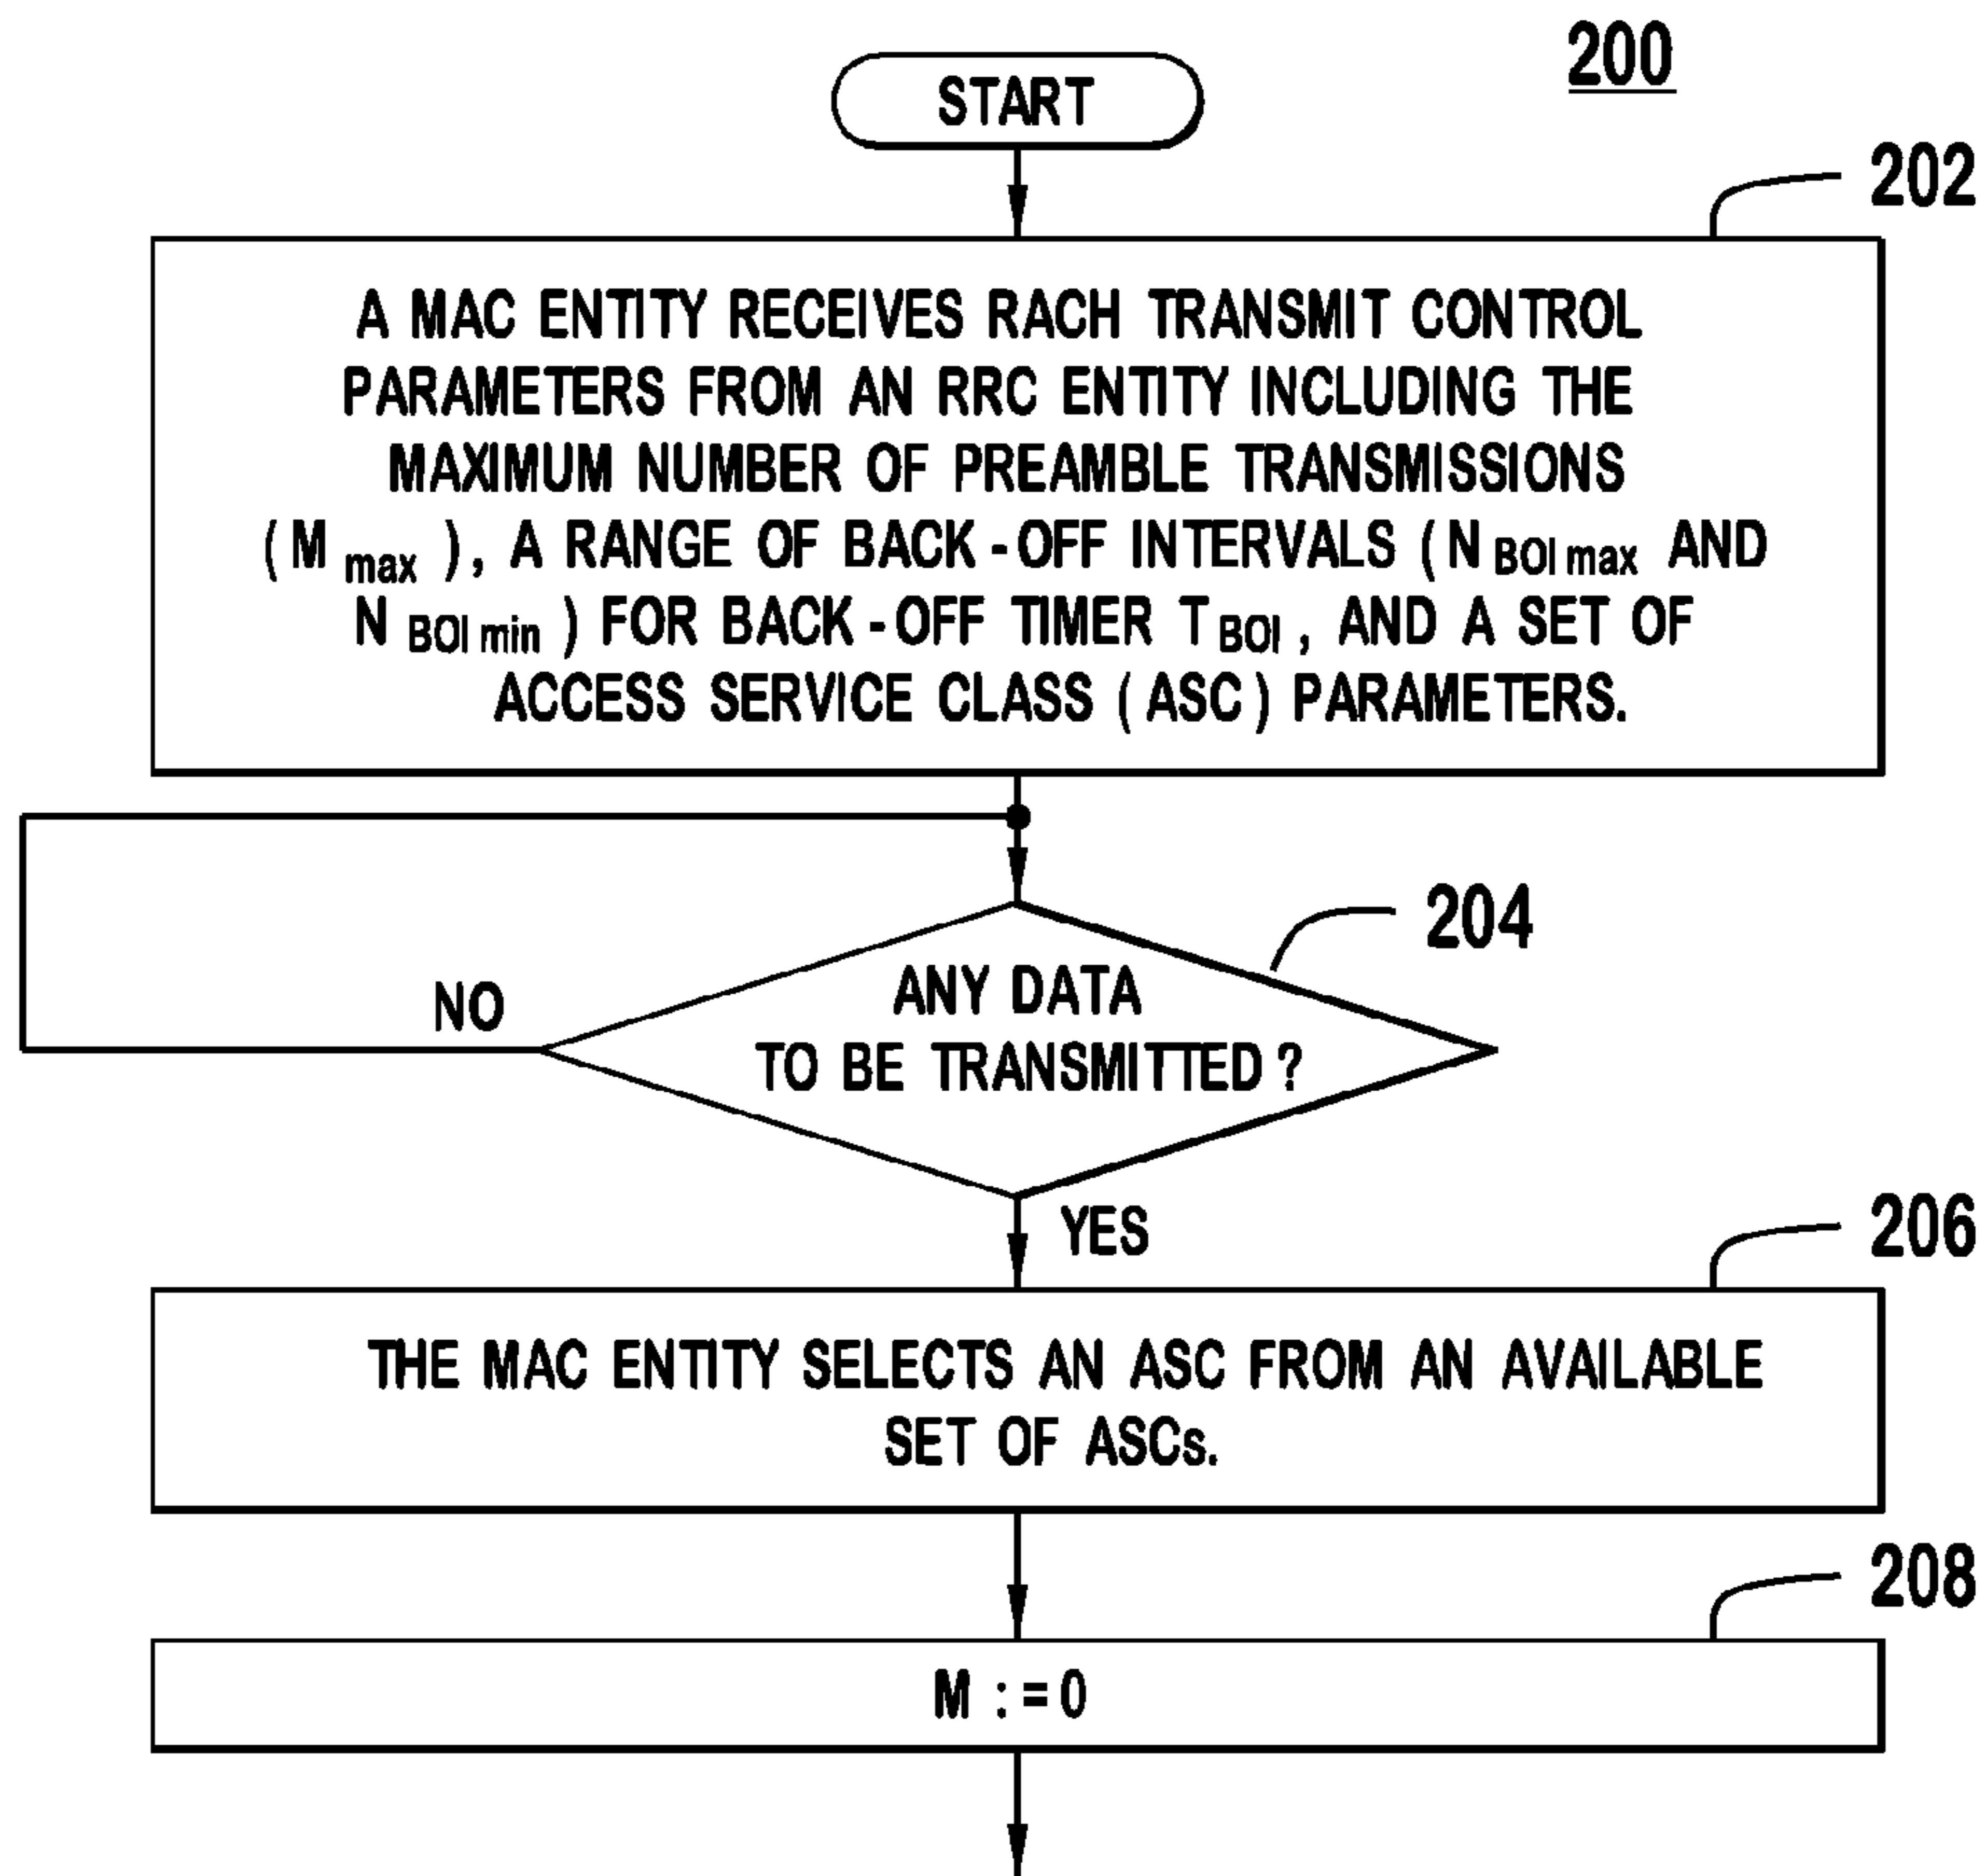 200
START
202
A MAC ENTITY RECEIVES RACH TRANSMIT CONTROL
PARAMETERS FROM AN RRC ENTITY INCLUDING THE
MAXIMUM NUMBER OF PREAMBLE TRANSMISSIONS
(M max), A RANGE OF BACK-OFF INTERVALS (N BOI max AND
N BOI min) FOR BACK-OFF TIMER T BOI, AND A SET OF
ACCESS SERVICE CLASS (ASC) PARAMETERS.
204
ANY DATA
TO BE TRANSMITTED?
NO
YES
206
THE MAC ENTITY SELECTS AN ASC FROM AN AVAILABLE
SET OF ASCs.
208
M :=0